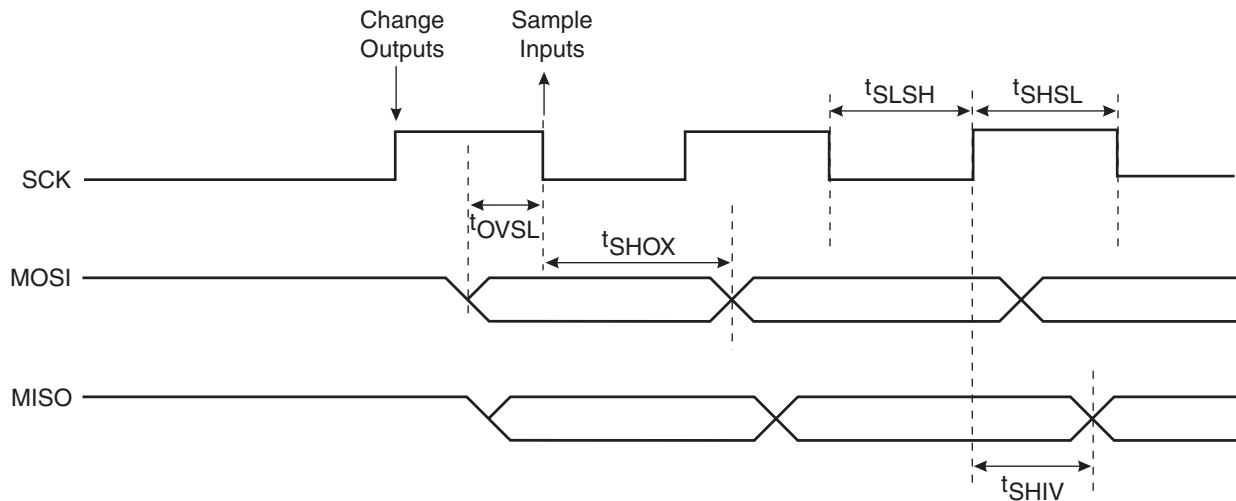 Change
Outputs
Sample
Inputs
tSLSH
tSHSL
SCK
tOVSL
tSHOX
MOSI
MISO
tSHIV